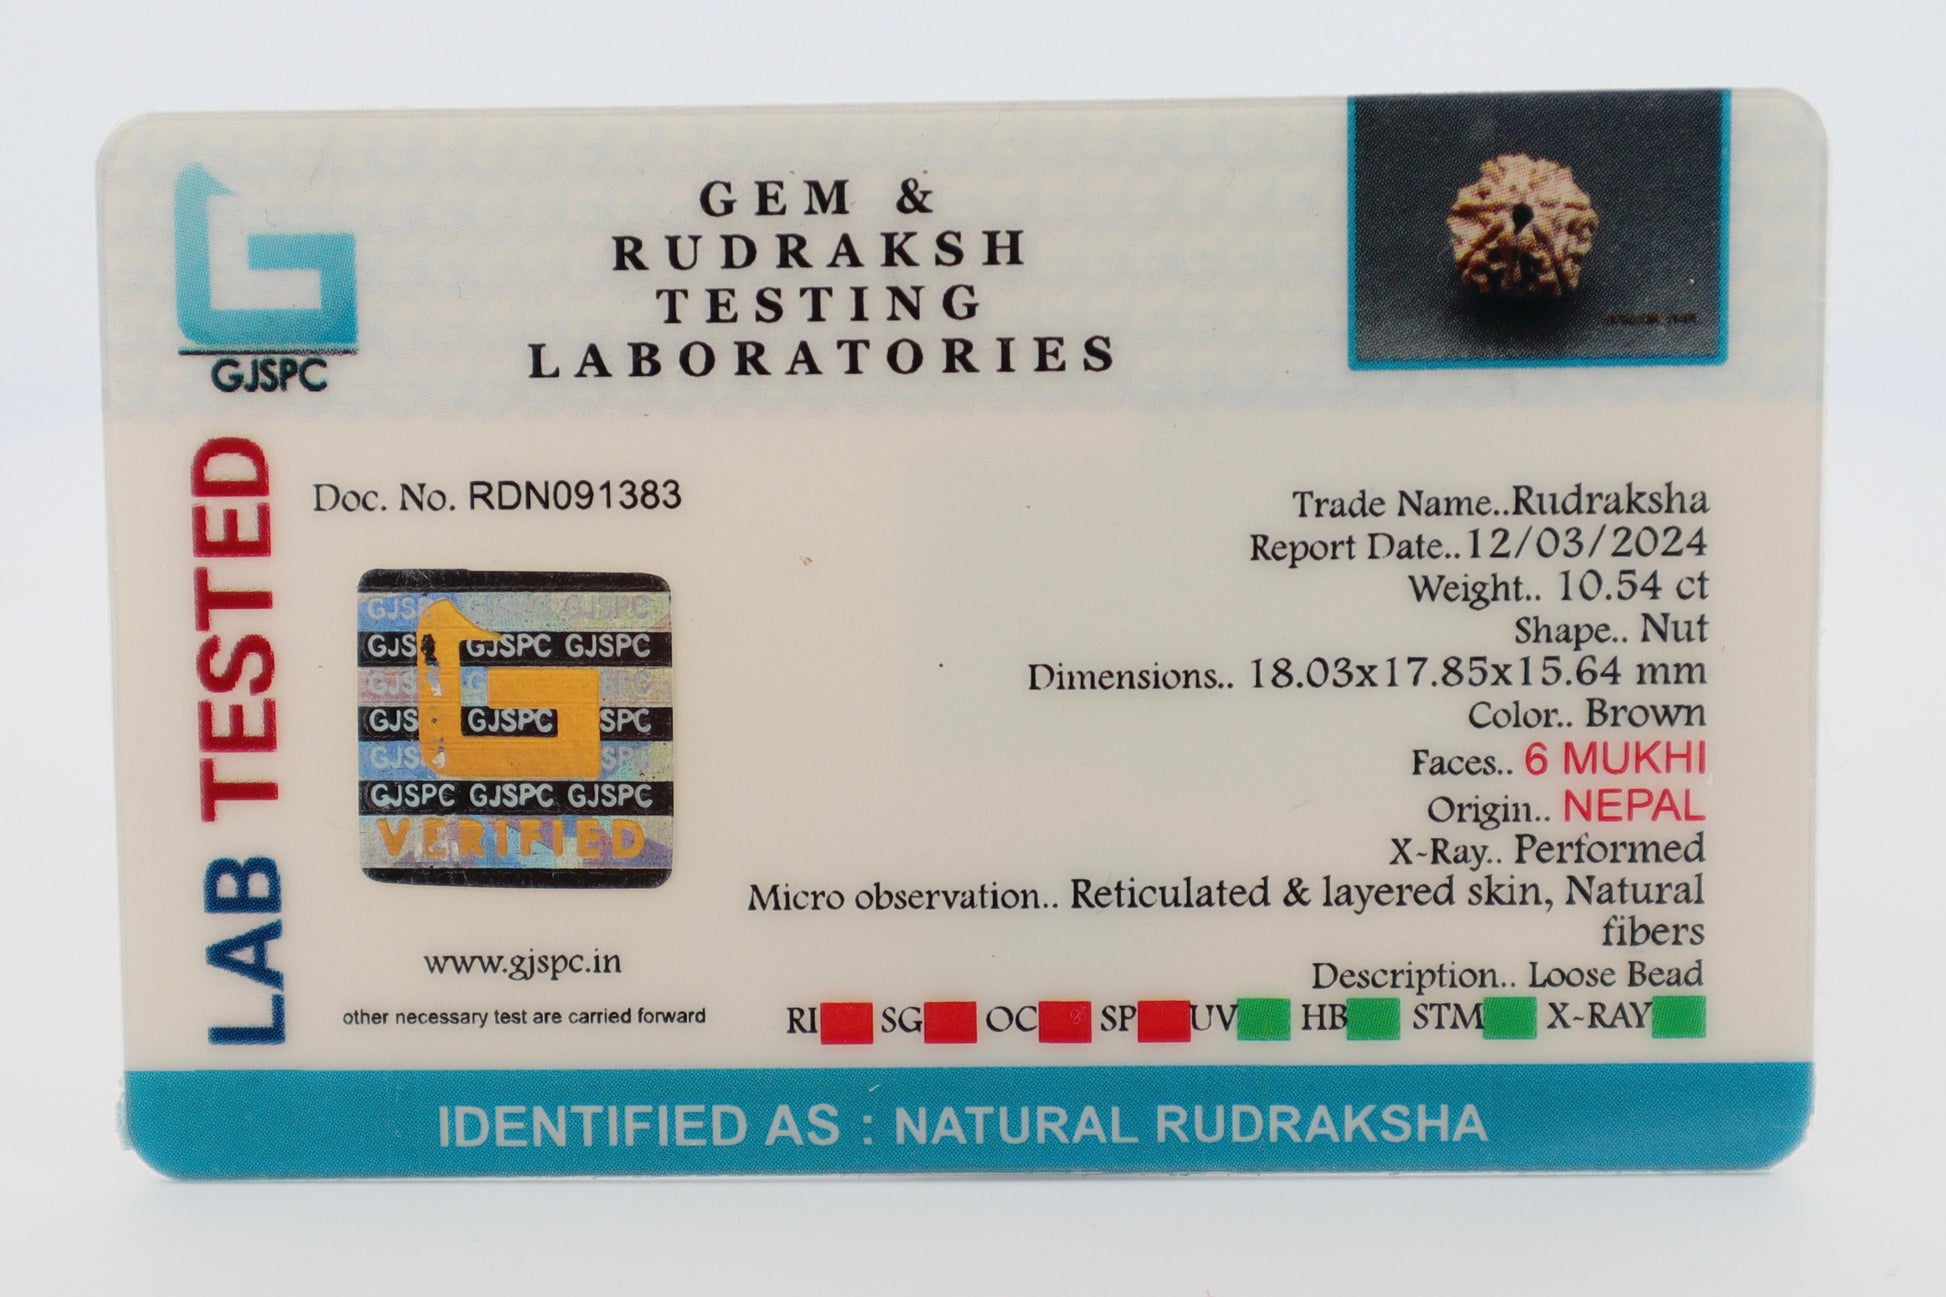 GJSPC
GEM &
RUDRAKSH
TESTING
LABORATORIES
LAB TESTED
Doc. No. RDN091383
GJSPC GJSPC
GJSPC
GJSPC GJSPC GJSPC
VERIFIED
www.gjspc.in
other necessary test are carried forward
Trade Name..Rudraksha
Report Date..12/03/2024
Weight.. 10.54 ct
Shape.. Nut
Dimensions.. 18.03x17.85x15.64 mm
Color.. Brown
Faces.. 6 MUKHI
Origin.. NEPAL
X-Ray.. Performed
Micro observation.. Reticulated & layered skin, Natural
fibers
Description.. Loose Bead
RI SG OC SP UV HB STM X-RAY
IDENTIFIED AS : NATURAL RUDRAKSHA